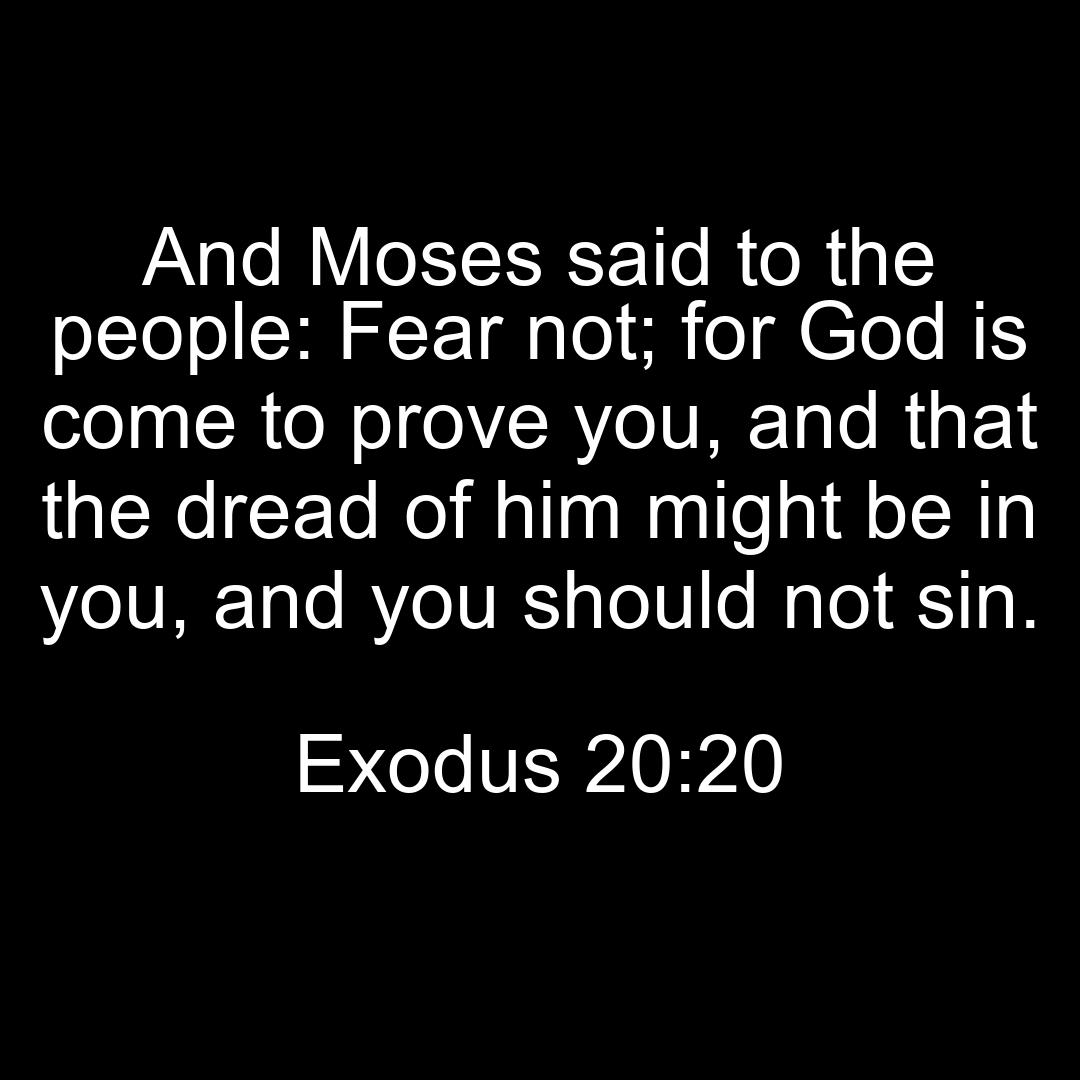 And Moses said to the
people: Fear not; for God is
come to prove you, and that
the dread of him might be in
you, and you should not sin.
Exodus 20:20